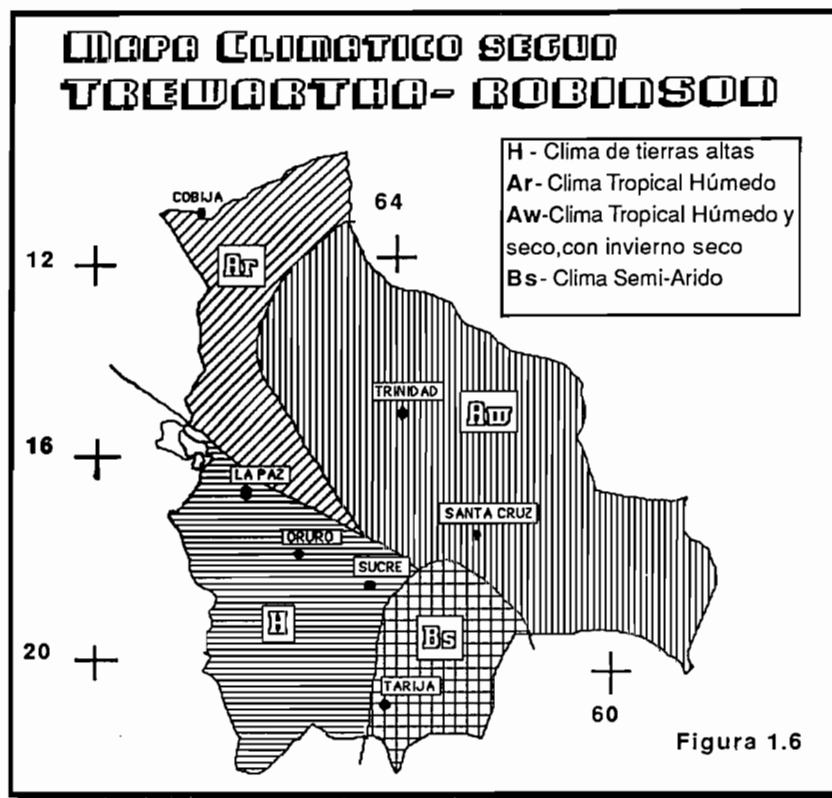 MAPA CLIMATICO SEGUN
TREWARTHA- ROBINSON
H - Clima de tierras altas
Ar- Clima Tropical Húmedo
Aw-Clima Tropical Húmedo y
seco,con invierno seco
Bs- Clima Semi-Arido
COBIJA
64
12
Ar
TRINIDAD
Aw
16
LA PAZ
SANTA CRUZ
ORURO
SUCRE
H
Bs
20
TARIJA
60
Figura 1.6